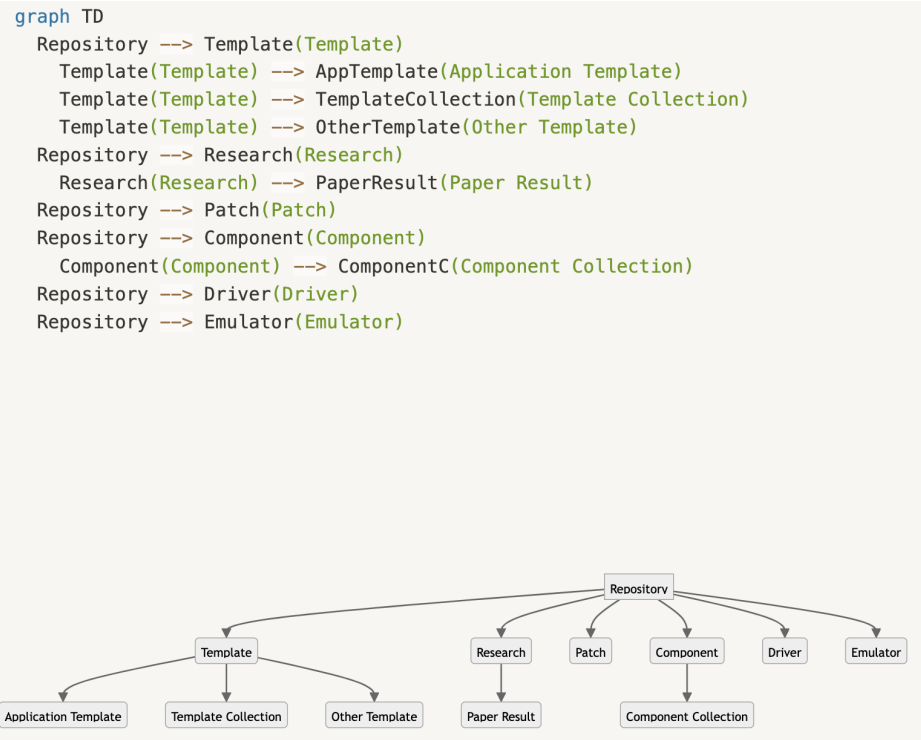 graph TD
Repository --> Template(Template)
Template(Template) --> AppTemplate(Application Template)
Template(Template) --> TemplateCollection(Template Collection)
Template(Template) --> OtherTemplate(Other Template)
Repository --> Research(Research)
Research(Research) --> PaperResult(Paper Result)
Repository --> Patch(Patch)
Repository --> Component(Component)
Component(Component) --> ComponentC(Component Collection)
Repository --> Driver(Driver)
Repository --> Emulator(Emulator)
Repository
Template
Research
Patch
Component
Driver
Emulator
Application Template
Template Collection
Other Template
Paper Result
Component Collection